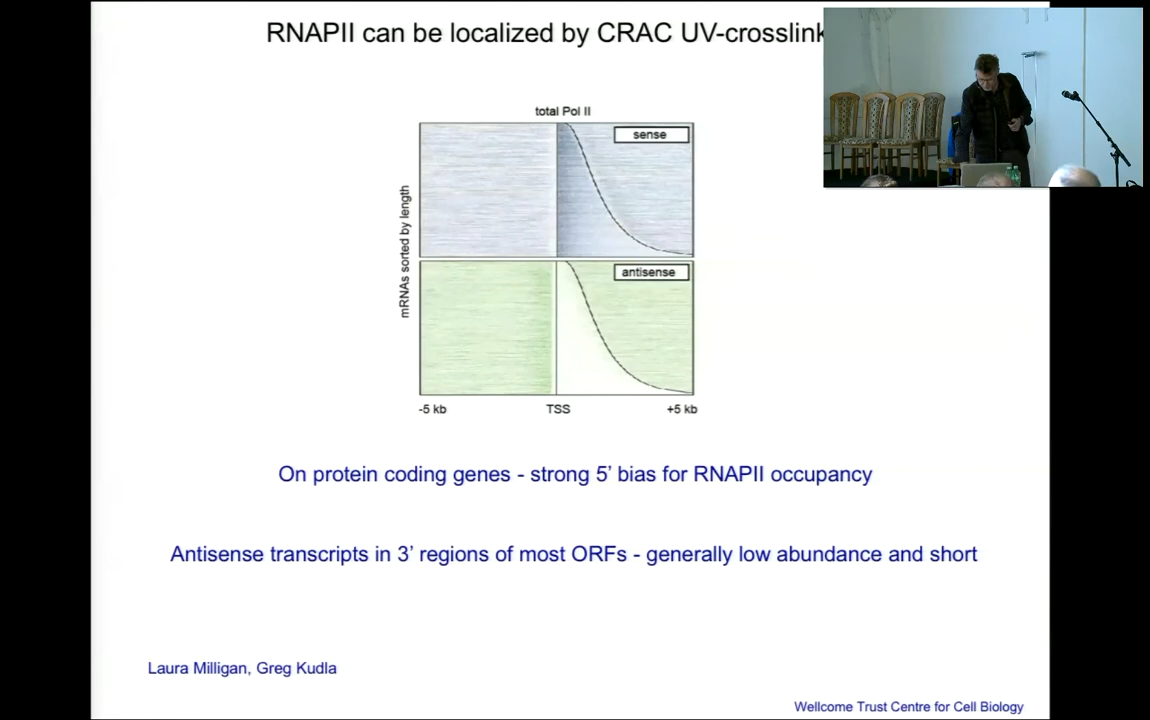 RNAPII can be localized by CRAC UV-crosslink
total Pol II
sense
mRNAs sorted by length
antisense
-5 kb
TSS
+5 kb
On protein coding genes - strong 5’ bias for RNAPII occupancy
Antisense transcripts in 3’ regions of most ORFs - generally low abundance and short
Laura Milligan, Greg Kudla
Wellcome Trust Centre for Cell Biology